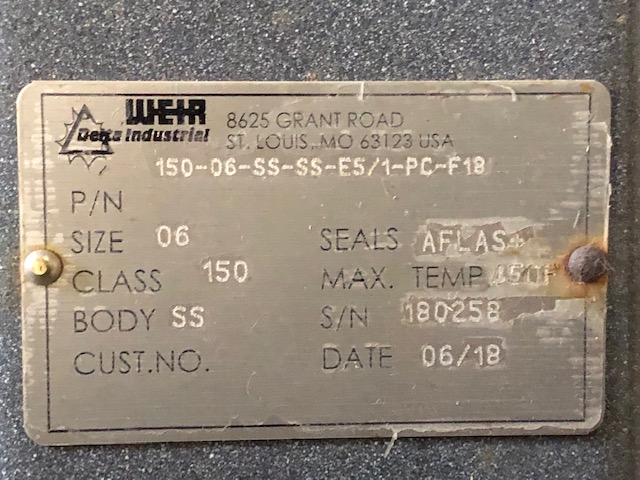 WEIR
Delta Industrial
8625 GRANT ROAD
ST. LOUIS, MO 63123 USA
150-06-SS-SS-E5/1-PC-F18
P/N
SIZE 06
SEALS AFLAS+
CLASS 150
MAX. TEMP.
BODY SS
S/N 180258
CUST.NO.
DATE 06/18